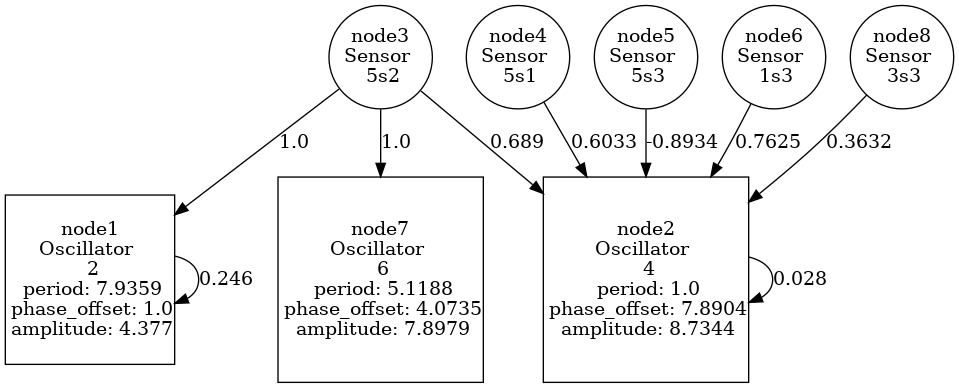 node3
Sensor
5s2
node4
Sensor
5s1
node5
Sensor
5s3
node6
Sensor
1s3
node8
Sensor
3s3
1.0
1.0
0.689
0.6033
-0.8934
0.7625
0.3632
node1
Oscillator
2
period: 7.9359
phase_offset: 1.0
amplitude: 4.377
0.246
node7
Oscillator
6
period: 5.1188
phase_offset: 4.0735
amplitude: 7.8979
node2
Oscillator
4
period: 1.0
phase_offset: 7.8904
amplitude: 8.7344
0.028